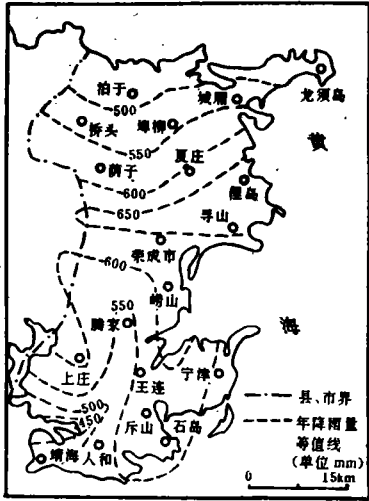 泊于
500
城厢
龙须岛
桥头
埠柳
黄
550
夏庄
荫子
600
俚岛
650
寻山
荣成市
600
崂山
海
550
腾家
上庄
王连
宁津
县、市界
500
450
斥山
石岛
年降雨量
等值线
(单位mm)
靖海
人和
0 15km